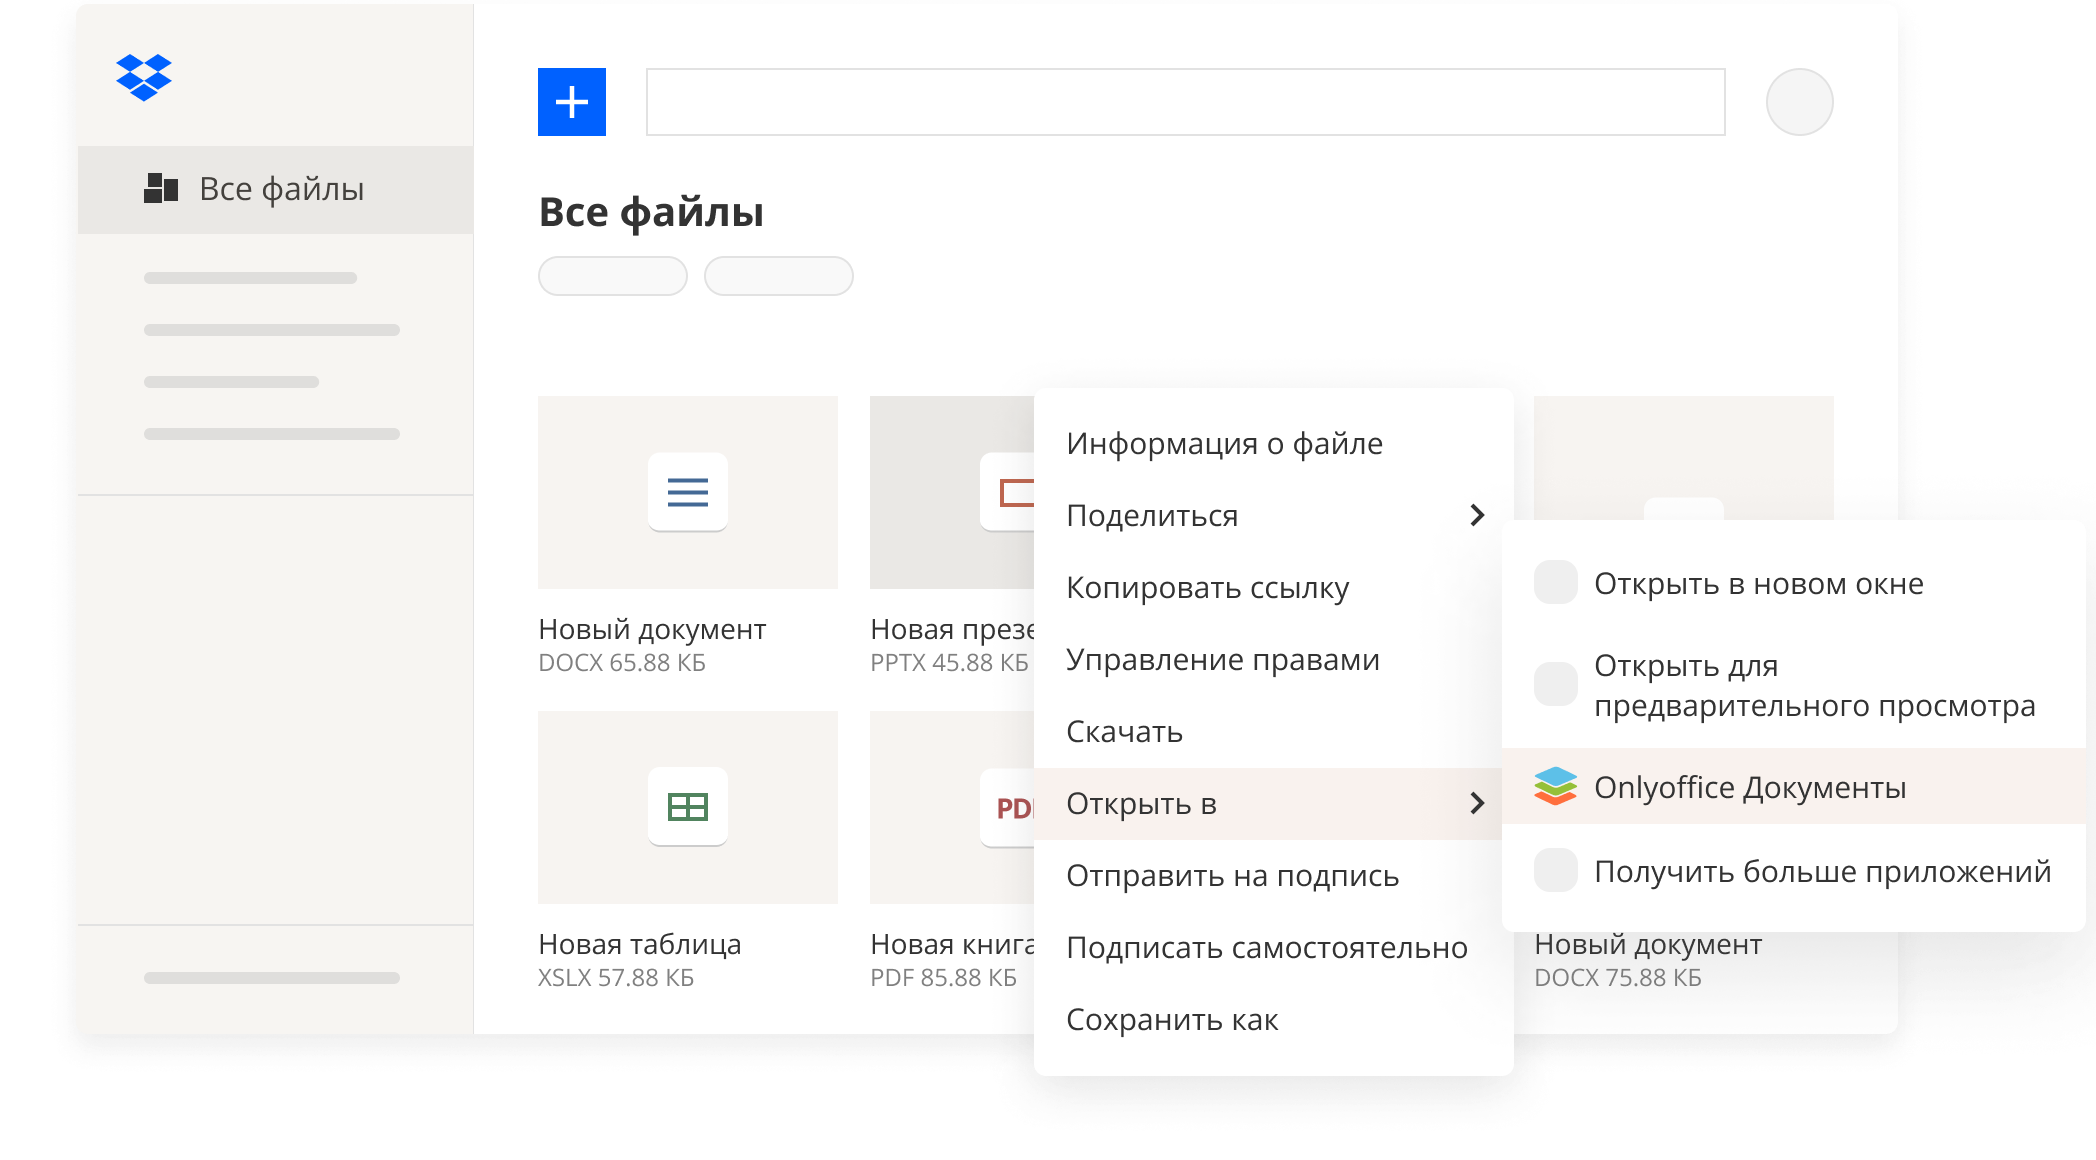 Все файлы
Все файлы
Новый документ
DOCX 65.88 КБ
PPTX 45.88 КБ
Новая
Новая таблица
XSLX 57.88 КБ
Новая книга
PDF 85.88 КБ
Информация о файле
Поделиться
Копировать ссылку
Управление правами
Скачать
Открыть в
Отправить на подпись
Подписать самостоятельно
Сохранить как
Открыть в новом окне
Открыть для
предварительного просмотра
Onlyoffice Документы
Получить больше приложений
Новый документ
DOCX 75.88 КБ